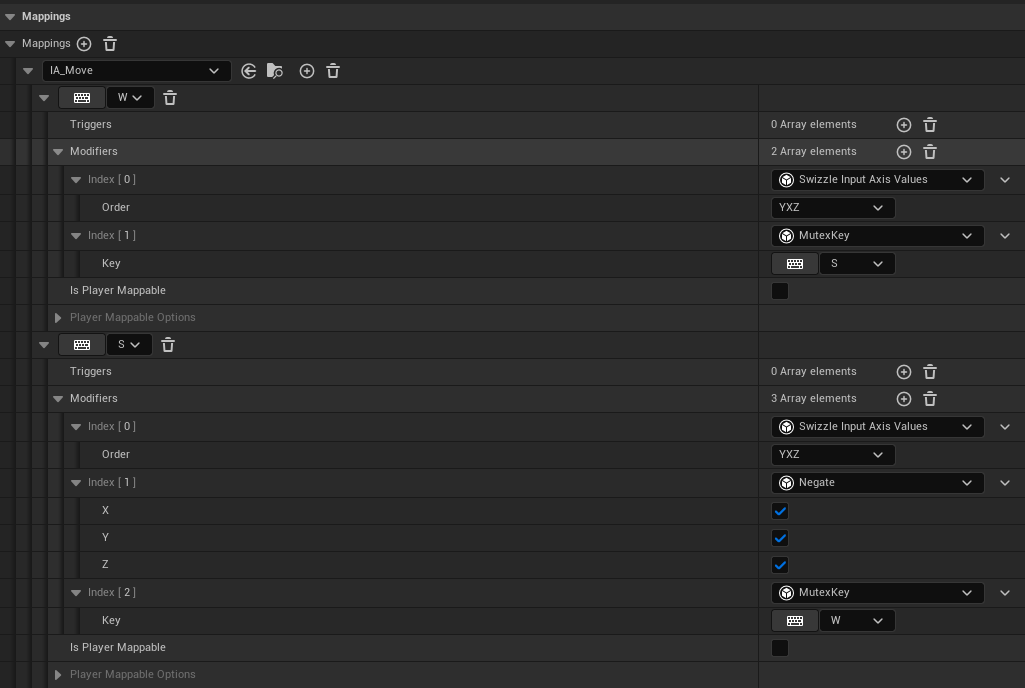 Mappings
Mappings
IA_Move
W
Triggers 0 Array elements
Modifiers 2 Array elements
Index [ 0 ] Swizzle Input Axis Values
Order YXZ
Index [ 1 ] MutexKey
Key S
Is Player Mappable
Player Mappable Options
S
Triggers 0 Array elements
Modifiers 3 Array elements
Index [ 0 ] Swizzle Input Axis Values
Order YXZ
Index [ 1 ] Negate
X
Y
Z
Index [ 2 ] MutexKey
Key W
Is Player Mappable
Player Mappable Options